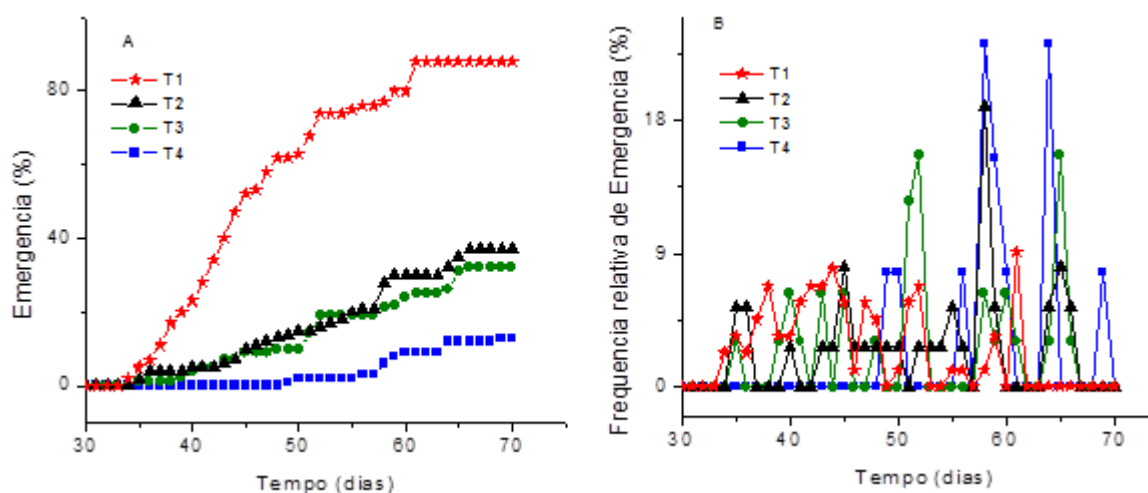 A
T1
T2
T3
T4
80
40
0
30 40 50 60 70
Emergencia (%)
Tempo (dias)
B
T1
T2
T3
T4
18
9
0
30 40 50 60 70
Frequência relativa de Emergencia (%)
Tempo (dias)